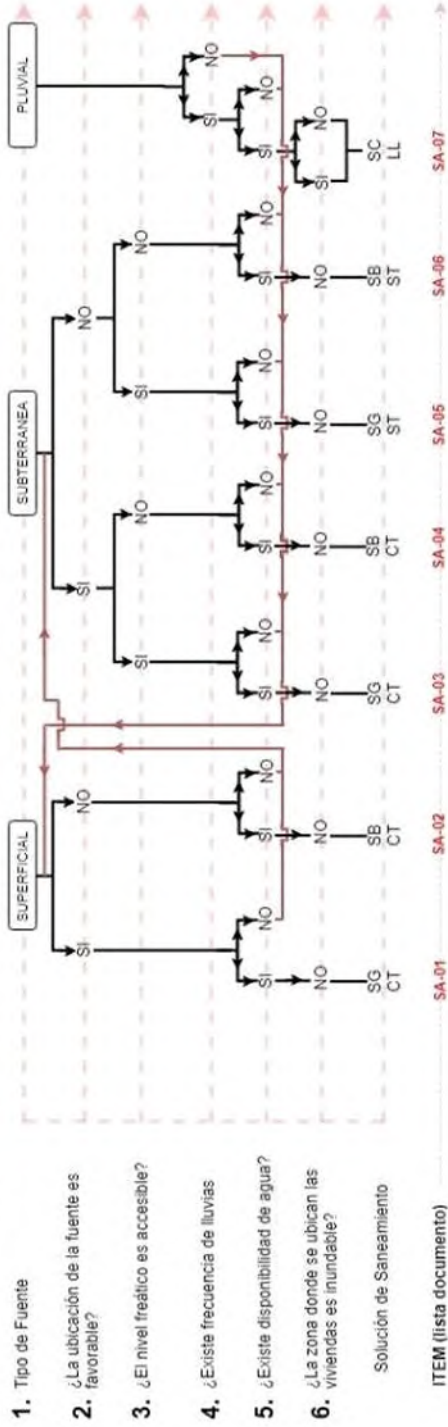 1. Tipo de Fuente
SUPERFICIAL SUBTERRANEA PLUVIAL
2. ¿La ubicación de la fuente es
favorable?
SI NO SI NO
3. ¿El nivel freático es accesible?
SI NO SI NO
4. ¿Existe frecuencia de lluvias
SI NO
5. ¿Existe disponibilidad de agua?
SI NO SI NO SI NO SI NO SI NO SI NO SI NO
6. ¿La zona donde se ubican las
viviendas es inundable?
NO NO NO NO NO NO SI NO
Solución de Saneamiento
SG SB SG SB SG SB SC
CT CT CT CT ST ST LL
ITEM (lista documento) SA-01 SA-02 SA-03 SA-04 SA-05 SA-06 SA-07